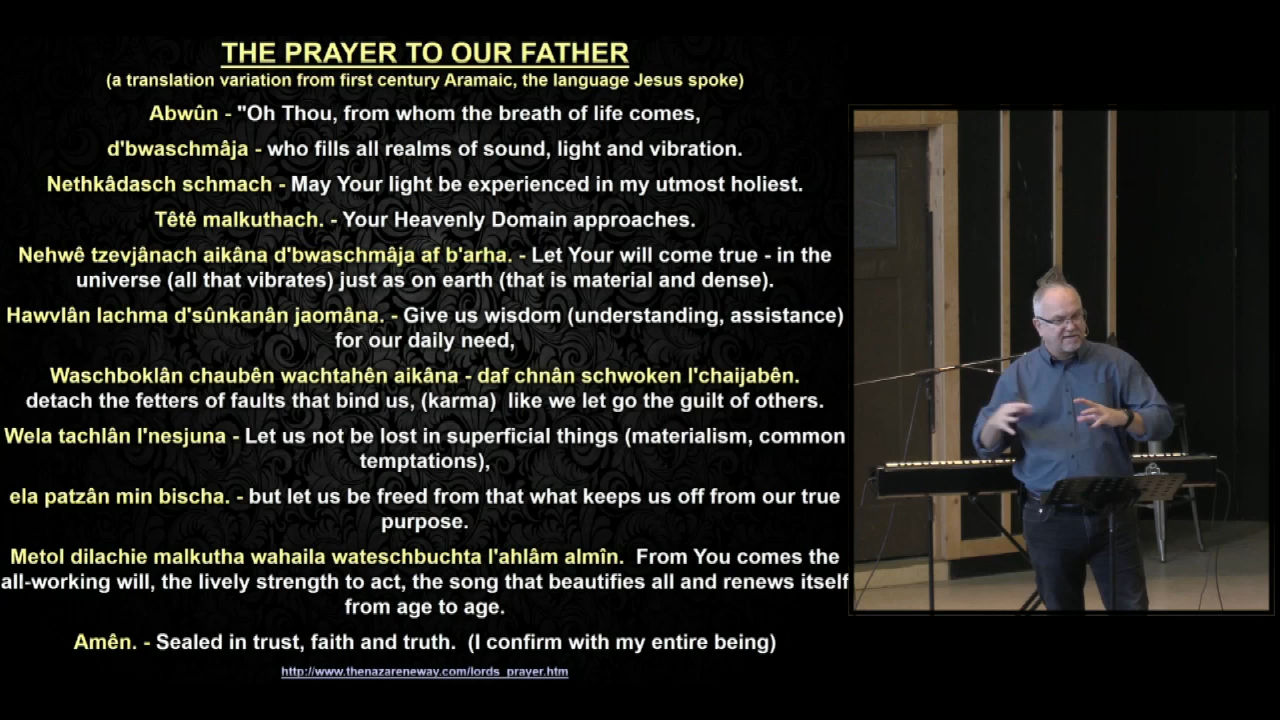 THE PRAYER TO OUR FATHER
(a translation variation from first century Aramaic, the language Jesus spoke)
Abwûn - "Oh Thou, from whom the breath of life comes,
d'bwaschmâja - who fills all realms of sound, light and vibration.
Nethkâdasch schmach - May Your light be experienced in my utmost holiest.
Têtê malkuthach. - Your Heavenly Domain approaches.
Nehwê tzevjânach aikâna d'bwaschmâja af b'arha. - Let Your will come true - in the
universe (all that vibrates) just as on earth (that is material and dense).
Hawvlân lachma d'sûnkanân jaomâna. - Give us wisdom (understanding, assistance)
for our daily need,
Waschboklân chaubên wachtahên aikâna - daf chnân schwoken l'chaijabên.
detach the fetters of faults that bind us, (karma)  like we let go the guilt of others.
Wela tachlân l'nesjuna - Let us not be lost in superficial things (materialism, common
temptations),
ela patzân min bischa. - but let us be freed from that what keeps us off from our true
purpose.
Metol dilachie malkutha wahaila wateschbuchta l'ahlâm almîn.  From You comes the
all-working will, the lively strength to act, the song that beautifies all and renews itself
from age to age.
Amên. - Sealed in trust, faith and truth.  (I confirm with my entire being)
http://www.thenazareneway.com/lords_prayer.htm